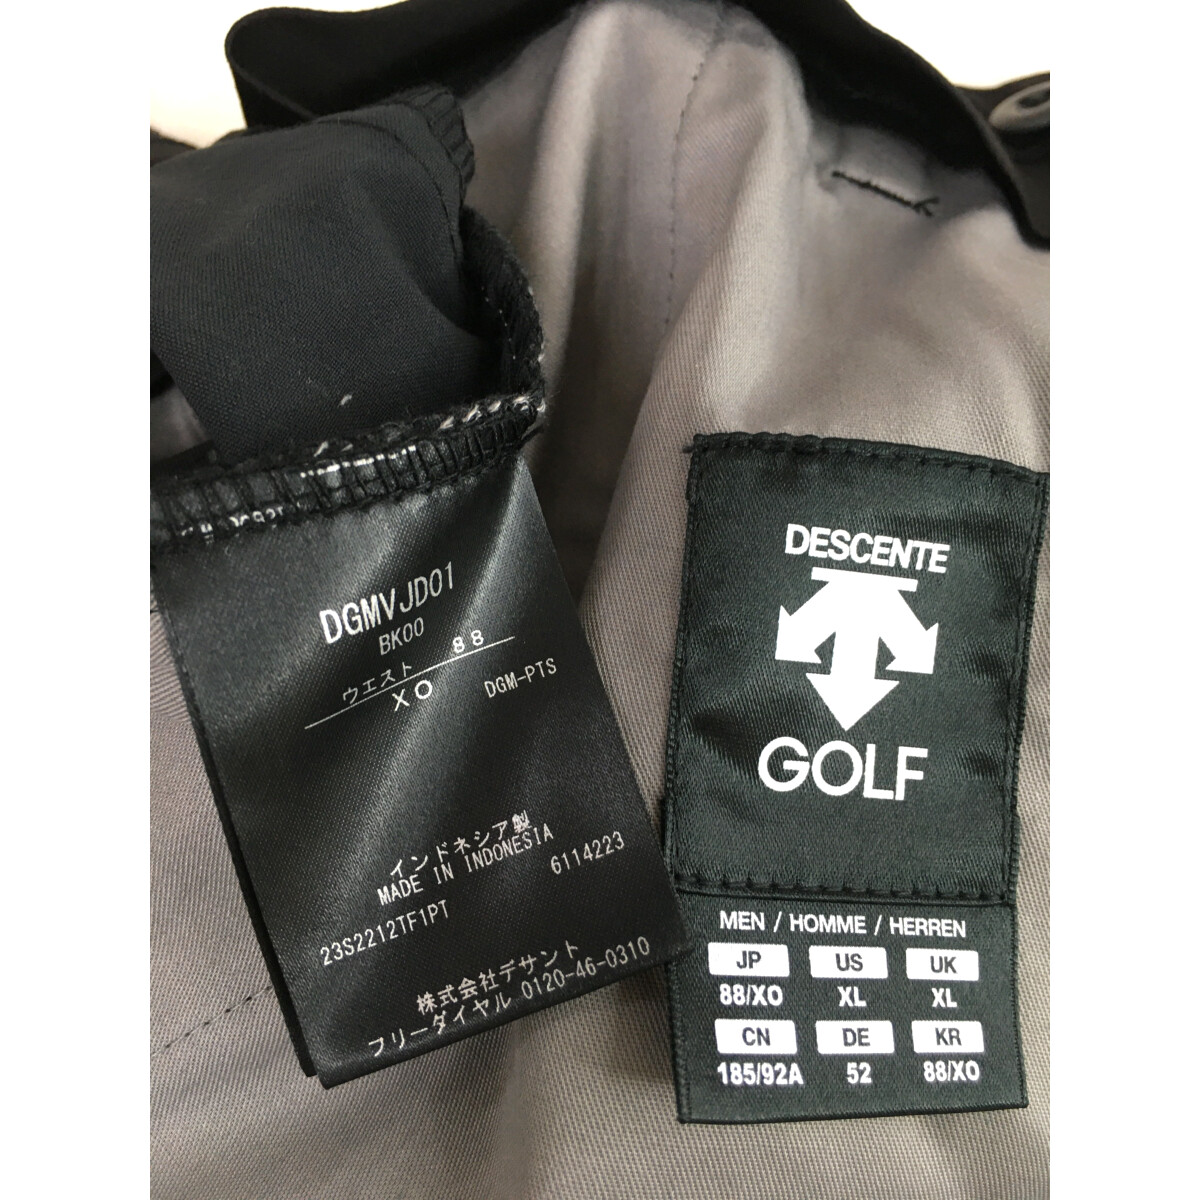 DGMVJD01
BK00
ウエスト 88
XO DGM-PTS
インドネシア製
MADE IN INDONESIA
6114223
23S2212TF1PT
株式会社デサント
フリーダイヤル 0120-46-0310
DESCENTE
GOLF
MEN / HOMME / HERREN
JP US UK
88/XO XL XL
CN DE KR
185/92A 52 88/XO